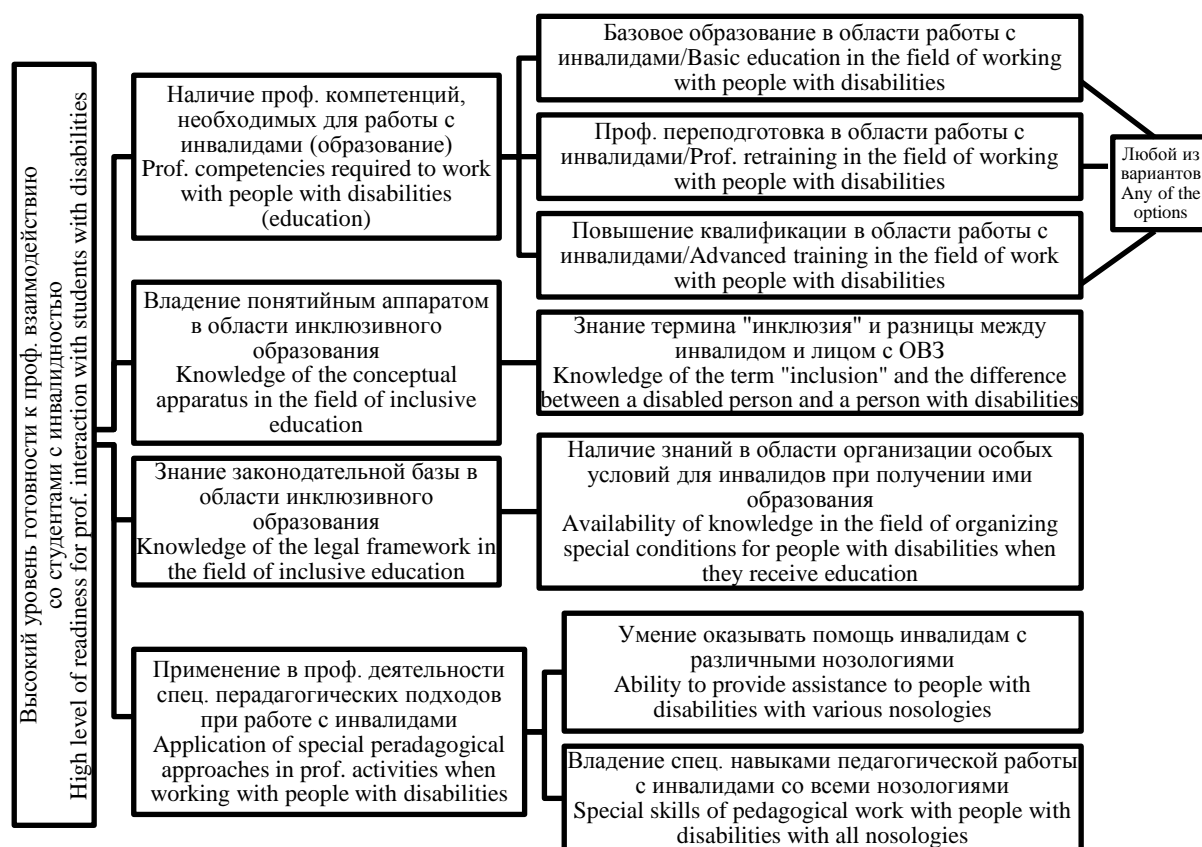 Высокий уровень готовности к проф. взаимодействию
со студентами с инвалидностью
High level of readiness for prof. interaction with students with disabilities
Наличие проф. компетенций,
необходимых для работы с
инвалидами (образование)
Prof. competencies required to work
with people with disabilities
(education)
Базовое образование в области работы с
инвалидами/Basic education in the field of working
with people with disabilities
Проф. переподготовка в области работы с
инвалидами/Prof. retraining in the field of working
with people with disabilities
Повышение квалификации в области работы с
инвалидами/Advanced training in the field of work
with people with disabilities
Любой из
вариантов
Any of the
options
Владение понятийным аппаратом
в области инклюзивного
образования
Knowledge of the conceptual
apparatus in the field of inclusive
education
Знание термина "инклюзия" и разницы между
инвалидом и лицом с ОВЗ
Knowledge of the term "inclusion" and the difference
between a disabled person and a person with disabilities
Знание законодательной базы в
области инклюзивного
образования
Knowledge of the legal framework in
the field of inclusive education
Наличие знаний в области организации особых
условий для инвалидов при получении ими
образования
Availability of knowledge in the field of organizing
special conditions for people with disabilities when
they receive education
Применение в проф. деятельности
спец. перадагогических подходов
при работе с инвалидами
Application of special peradagogical
approaches in prof. activities when
working with people with disabilities
Умение оказывать помощь инвалидам с
различными нозологиями
Ability to provide assistance to people with
disabilities with various nosologies
Владение спец. навыками педагогической работы
с инвалидами со всеми нозологиями
Special skills of pedagogical work with people with
disabilities with all nosologies